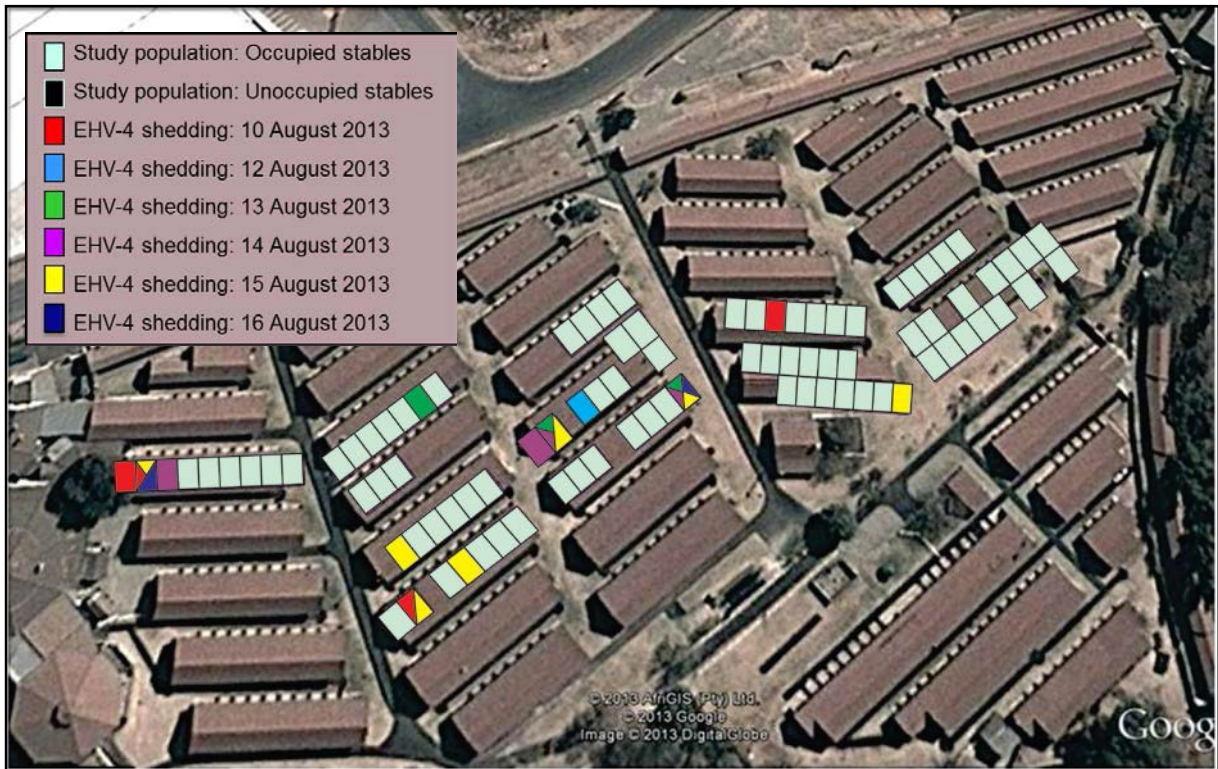 Study population: Occupied stables
Study population: Unoccupied stables
EHV-4 shedding: 10 August 2013
EHV-4 shedding: 12 August 2013
EHV-4 shedding: 13 August 2013
EHV-4 shedding: 14 August 2013
EHV-4 shedding: 15 August 2013
EHV-4 shedding: 16 August 2013
© 2013 AfriGIS (Pty) Ltd.
© 2013 Google
Image © 2013 DigitalGlobe
Goog